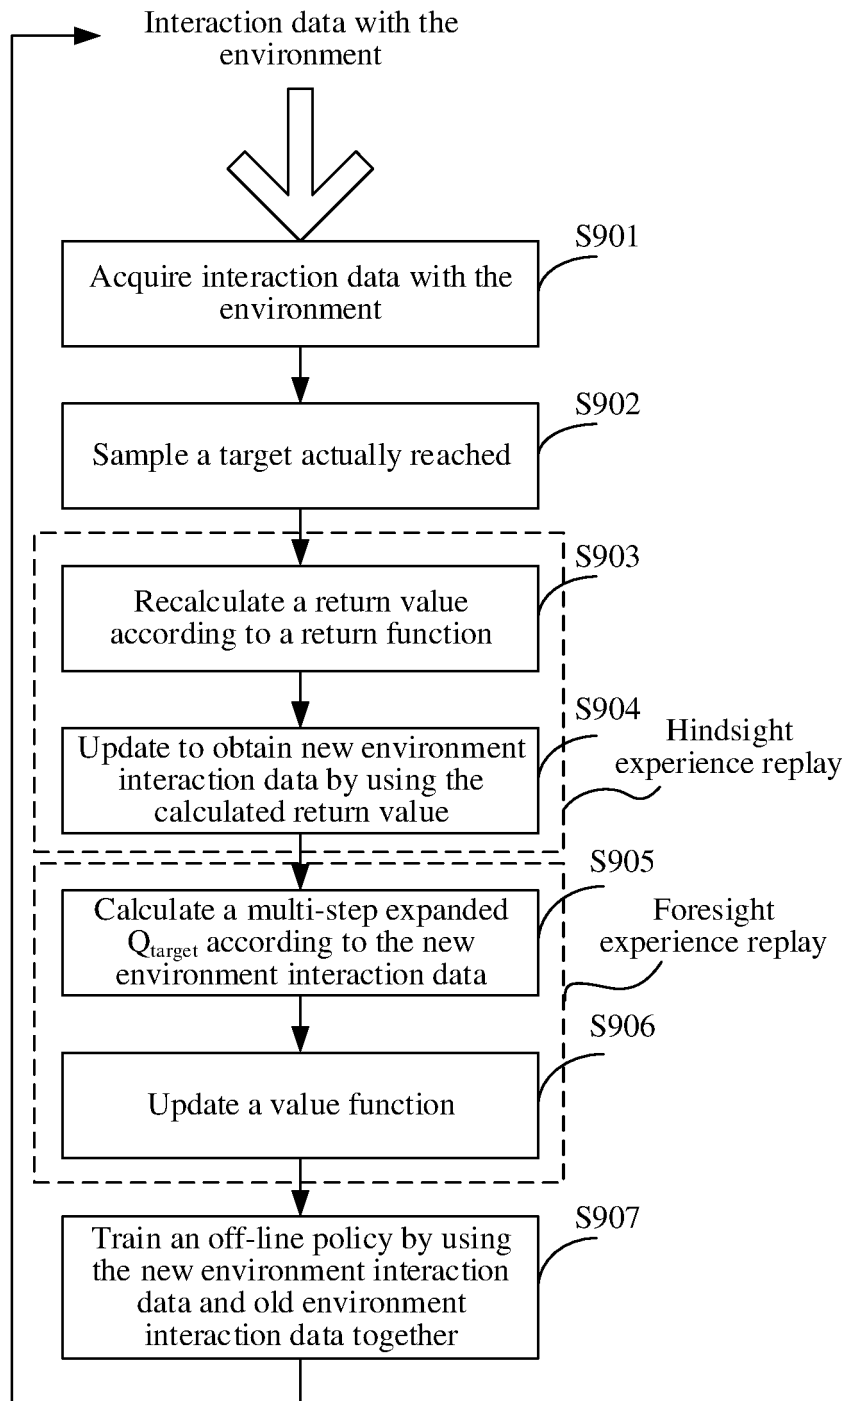 Interaction data with the
environment
S901
Acquire interaction data with the
environment
S902
Sample a target actually reached
S903
Recalculate a return value
according to a return function
S904
Update to obtain new environment
interaction data by using the
calculated return value
Hindsight
experience replay
S905
Calculate a multi-step expanded
Qtarget according to the new
environment interaction data
Foresight
experience replay
S906
Update a value function
S907
Train an off-line policy by using
the new environment interaction
data and old environment
interaction data together